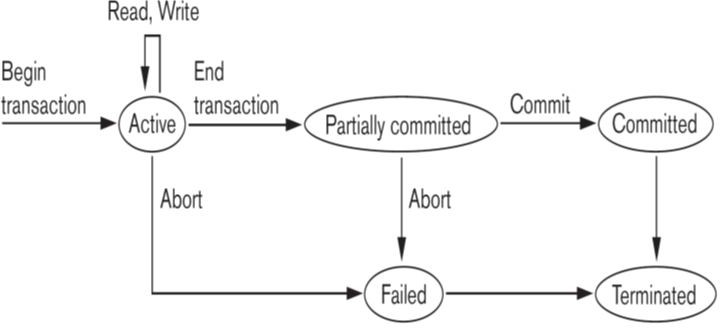 Read, Write
Begin
transaction
End
transaction
Active
Partially committed
Commit
Committed
Abort
Abort
Failed
Terminated